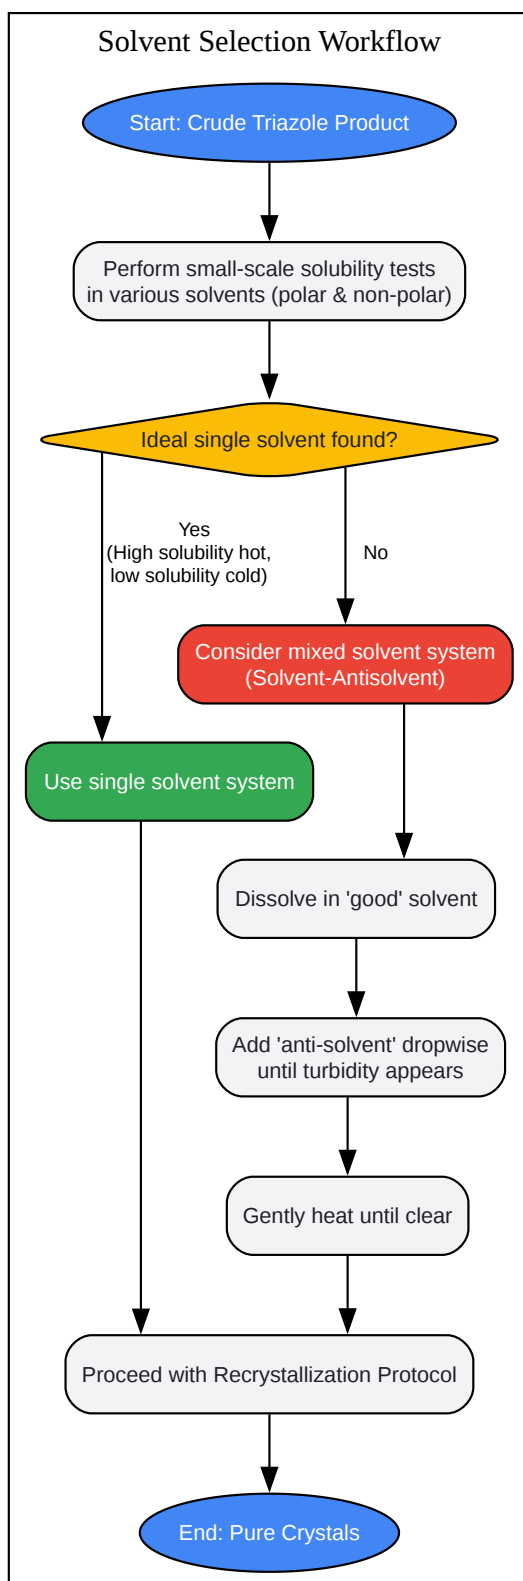 Solvent Selection Workflow
Start: Crude Triazole Product
Perform small-scale solubility tests
in various solvents (polar & non-polar)
Ideal single solvent found?
Yes
(High solubility hot,
low solubility cold)
No
Consider mixed solvent system
(Solvent-Antisolvent)
Use single solvent system
Dissolve in 'good' solvent
Add 'anti-solvent' dropwise
until turbidity appears
Gently heat until clear
Proceed with Recrystallization Protocol
End: Pure Crystals